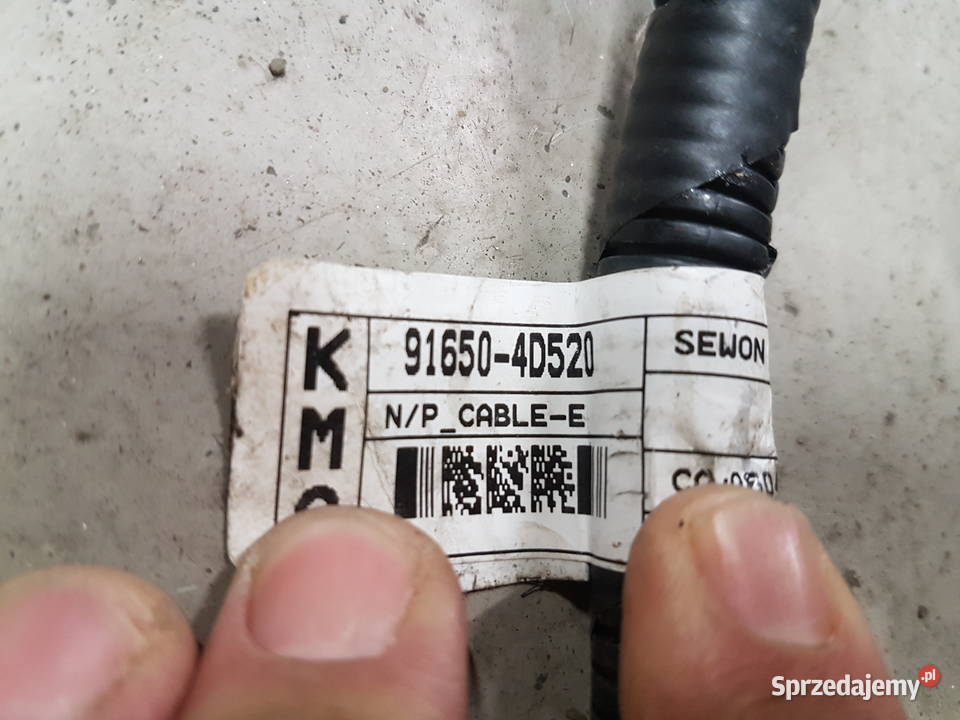 K
M
91650-4D520
N/P_CABLE-E
SEWON
Sprzedajemy.pl